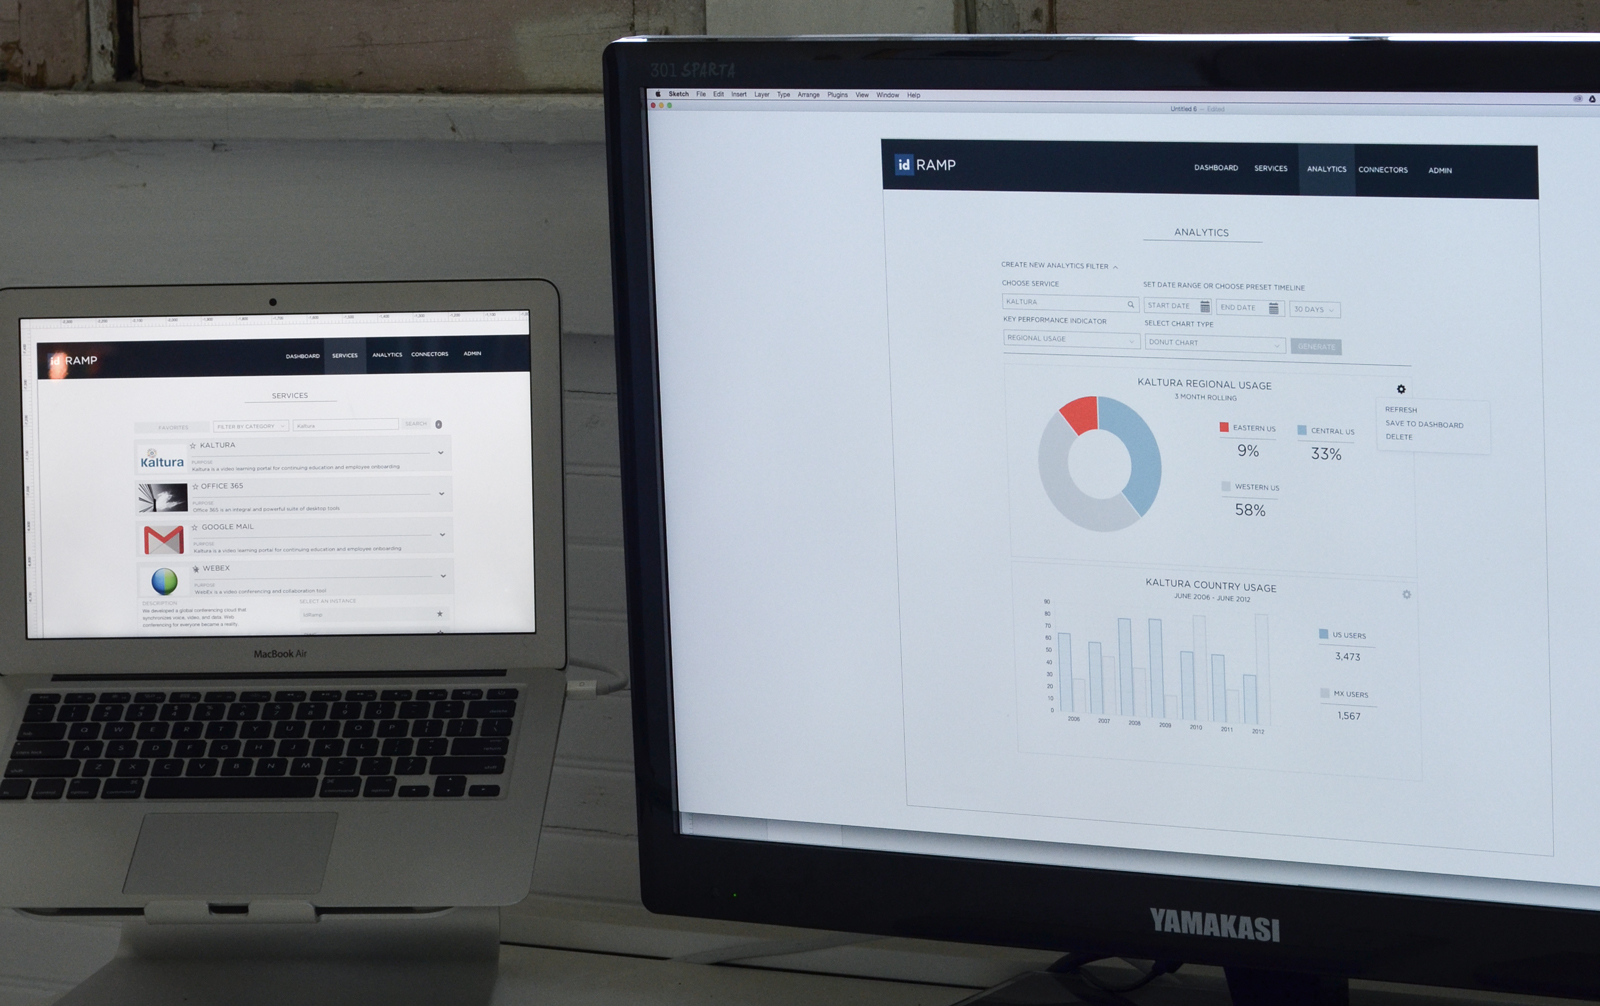 301 SPARTA
Sketch File Edit Insert Layer Type Arrange Plugins View Window Help
Untitled 6 — Edited
id RAMP
DASHBOARD SERVICES ANALYTICS CONNECTORS ADMIN
ANALYTICS
CREATE NEW ANALYTICS FILTER
CHOOSE SERVICE
SET DATE RANGE OR CHOOSE PRESET TIMELINE
KALTURA
START DATE
END DATE
30 DAYS
KEY PERFORMANCE INDICATOR
SELECT CHART TYPE
REGIONAL USAGE
DONUT CHART
GENERATE
KALTURA REGIONAL USAGE
3 MONTH ROLLING
EASTERN US
9%
CENTRAL US
33%
WESTERN US
58%
REFRESH
SAVE TO DASHBOARD
DELETE
KALTURA COUNTRY USAGE
JUNE 2006 - JUNE 2012
90
80
70
60
50
40
30
20
10
0
2006 2007 2008 2009 2010 2011 2012
US USERS
3,473
MX USERS
1,567
YAMAKASI
id RAMP
DASHBOARD SERVICES ANALYTICS CONNECTORS ADMIN
SERVICES
FAVORITES
FILTER BY CATEGORY
Kaltura
SEARCH
Kaltura
KALTURA
PURPOSE
Kaltura is a video learning portal for continuing education and employee onboarding
OFFICE 365
PURPOSE
Office 365 is an integral and powerful suite of desktop tools
GOOGLE MAIL
PURPOSE
Kaltura is a video learning portal for continuing education and employee onboarding
WEBEX
PURPOSE
WebEx is a video conferencing and collaboration tool
DESCRIPTION
We developed a global conferencing cloud that
synchronizes voice, video, and data. Web
conferencing for everyone became a reality.
SELECT AN INSTANCE
MacBook Air
Q W E R T Y U I O P
A S D F G H J K L
Z X C V B N M